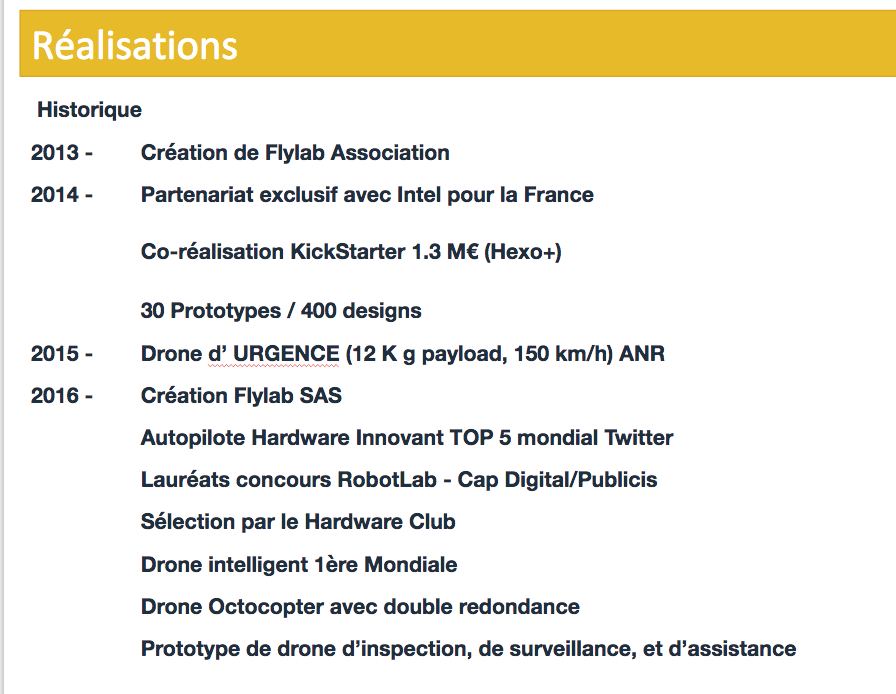 Réalisations
Historique
2013 - Création de Flylab Association
2014 - Partenariat exclusif avec Intel pour la France
Co-réalisation KickStarter 1.3 M€ (Hexo+)
30 Prototypes / 400 designs
2015 - Drone d’ URGENCE (12 K g payload, 150 km/h) ANR
2016 - Création Flylab SAS
Autopilote Hardware Innovant TOP 5 mondial Twitter
Lauréats concours RobotLab - Cap Digital/Publicis
Sélection par le Hardware Club
Drone intelligent 1ère Mondiale
Drone Octocopter avec double redondance
Prototype de drone d’inspection, de surveillance, et d’assistance